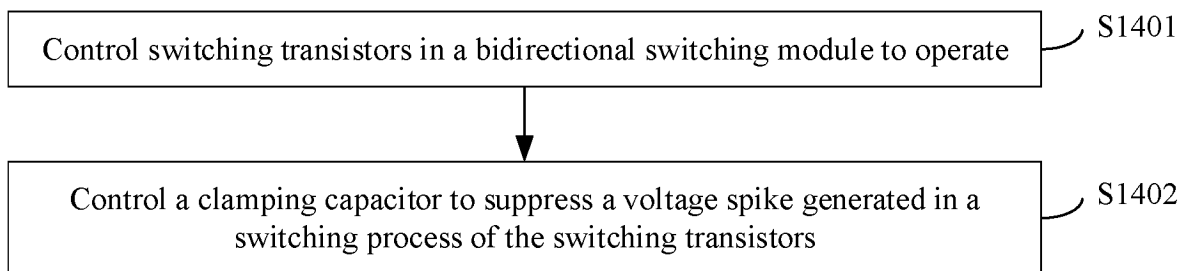 Control switching transistors in a bidirectional switching module to operate
S1401
Control a clamping capacitor to suppress a voltage spike generated in a
switching process of the switching transistors
S1402